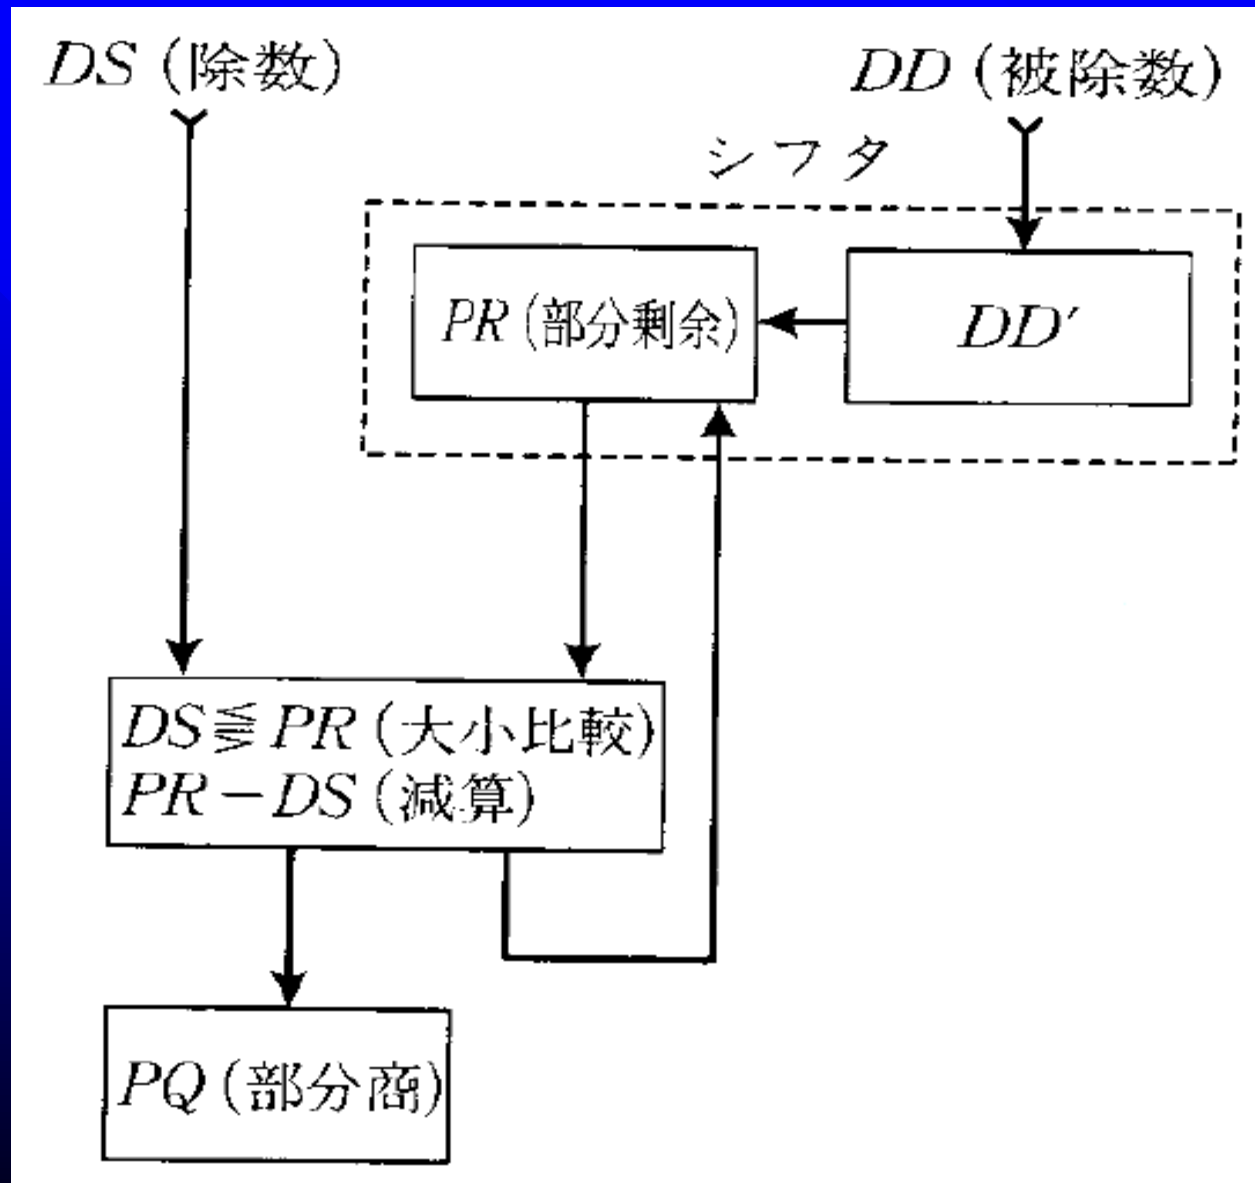 DS (除数)
DD (被除数)
シフタ
PR (部分剰余)
DD′
DS ≦≧ PR (大小比較)
PR − DS (減算)
PQ (部分商)